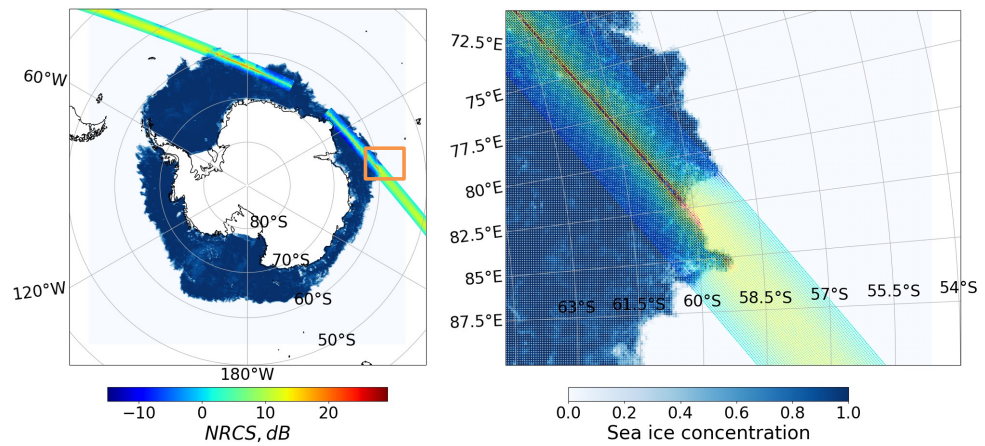 60°W
120°W
180°W
80°S
70°S
60°S
50°S
−10 0 10 20
NRCS, dB
72.5°E
75°E
77.5°E
80°E
82.5°E
85°E
87.5°E
63°S 61.5°S 60°S 58.5°S 57°S 55.5°S 54°S
0.0 0.2 0.4 0.6 0.8 1.0
Sea ice concentration